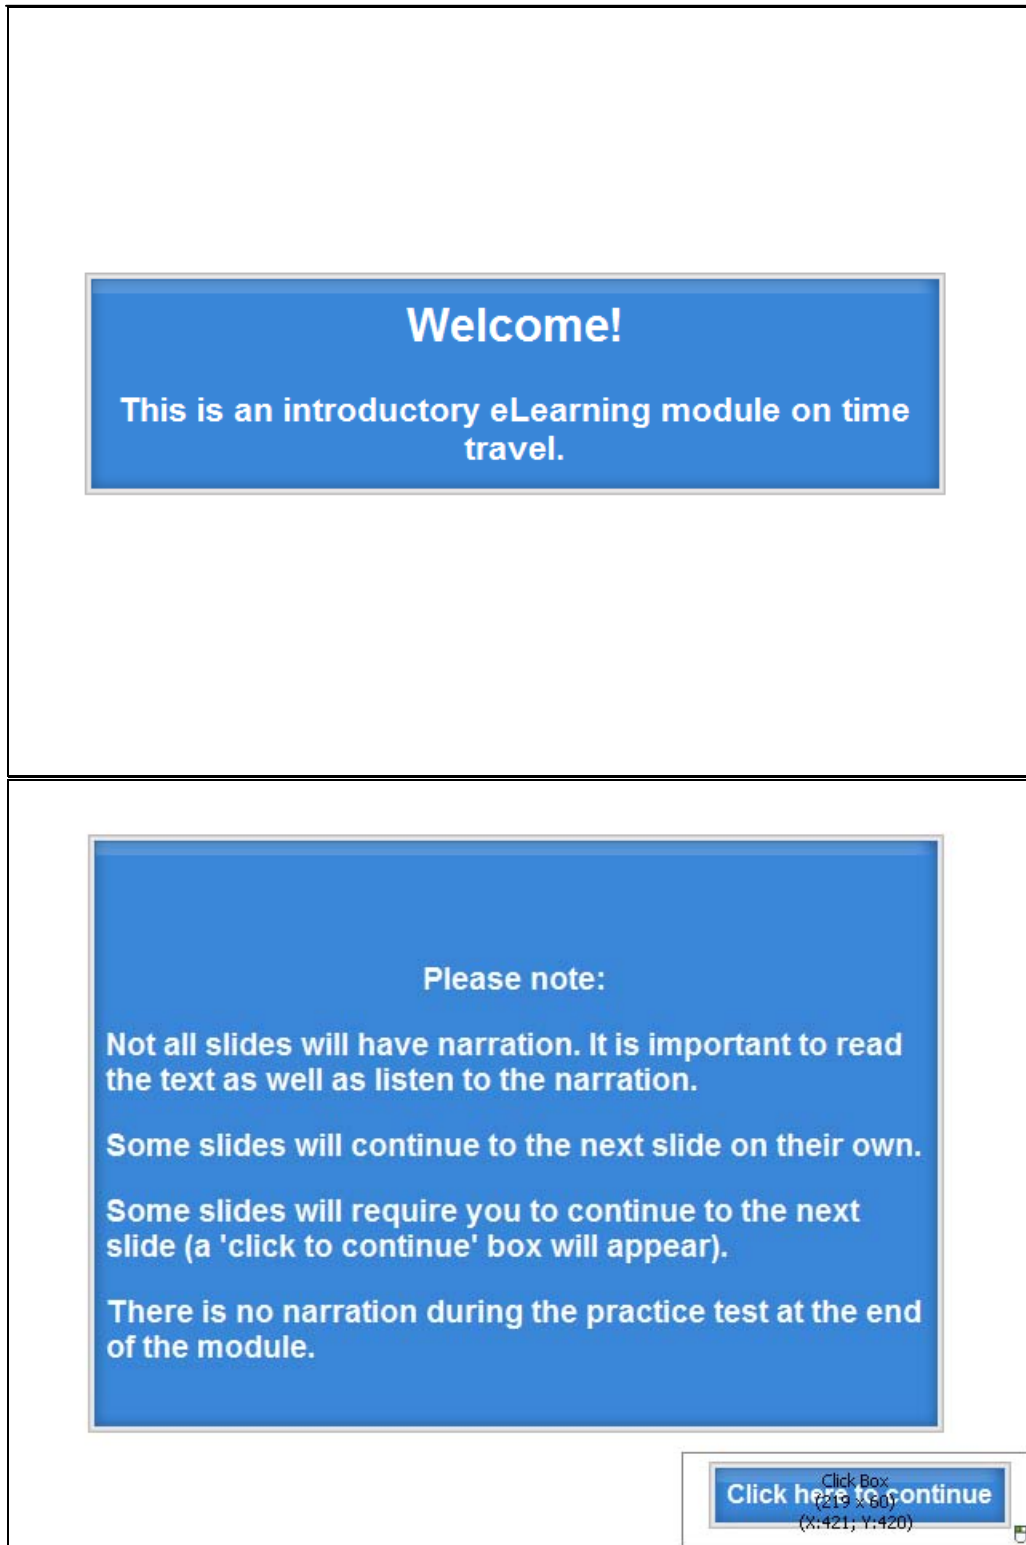 Welcome!
This is an introductory eLearning module on time
travel.
Please note:
Not all slides will have narration. It is important to read
the text as well as listen to the narration.
Some slides will continue to the next slide on their own.
Some slides will require you to continue to the next
slide (a 'click to continue' box will appear).
There is no narration during the practice test at the end
of the module.
Click here to continue
Click Box
(219 x 60)
(X:421; Y:420)